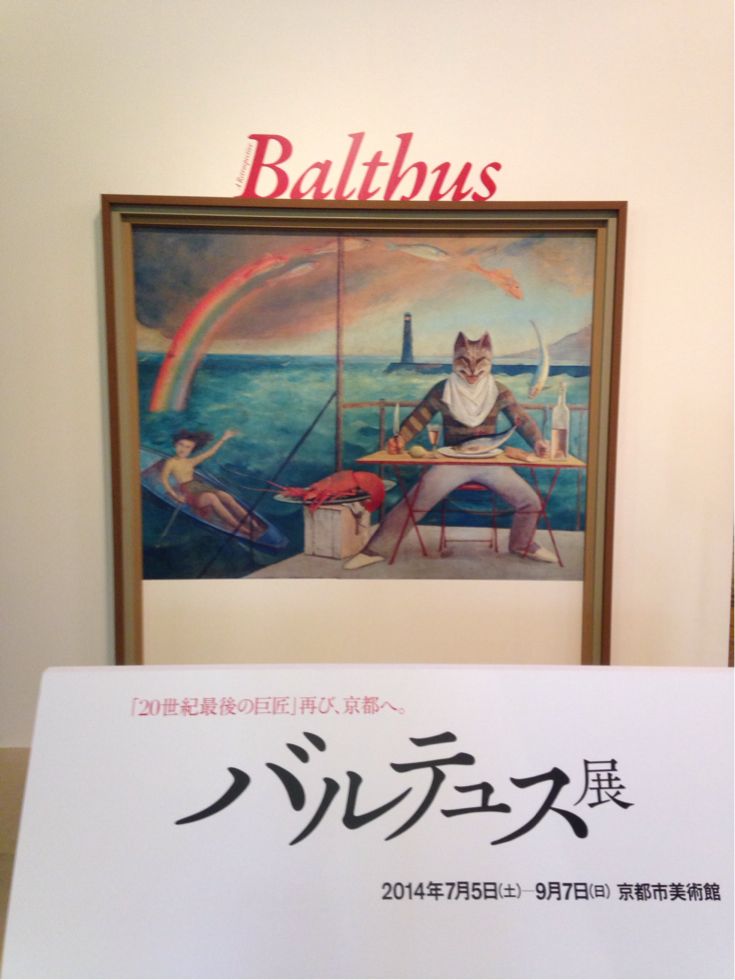 A Retrospective
Balthus
「20世紀最後の巨匠」再び、京都へ。
バルテュス展
2014年7月5日(土)—9月7日(日) 京都市美術館